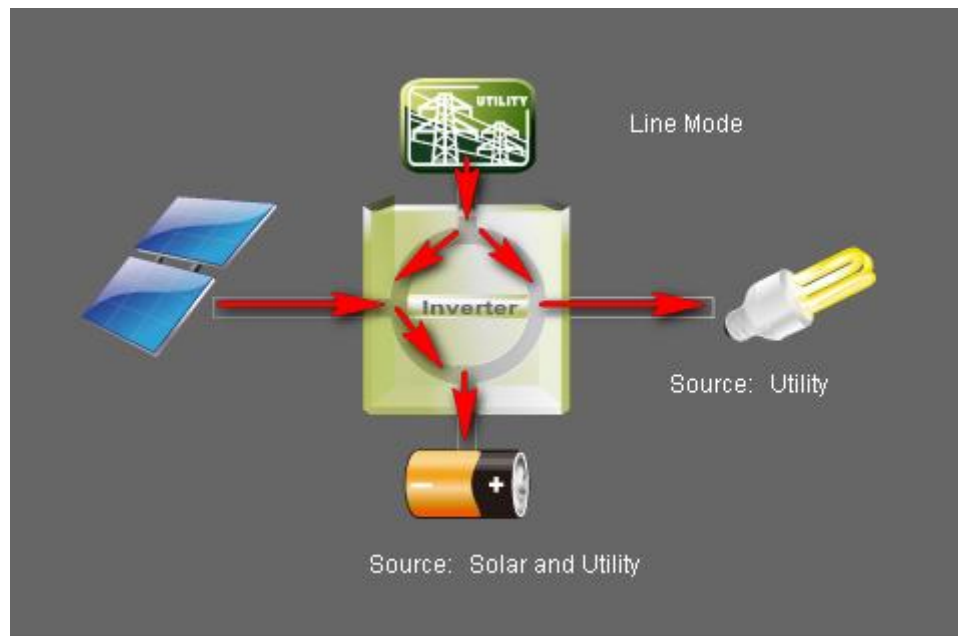 UTILITY
Line Mode
Inverter
Source: Utility
+
Source: Solar and Utility